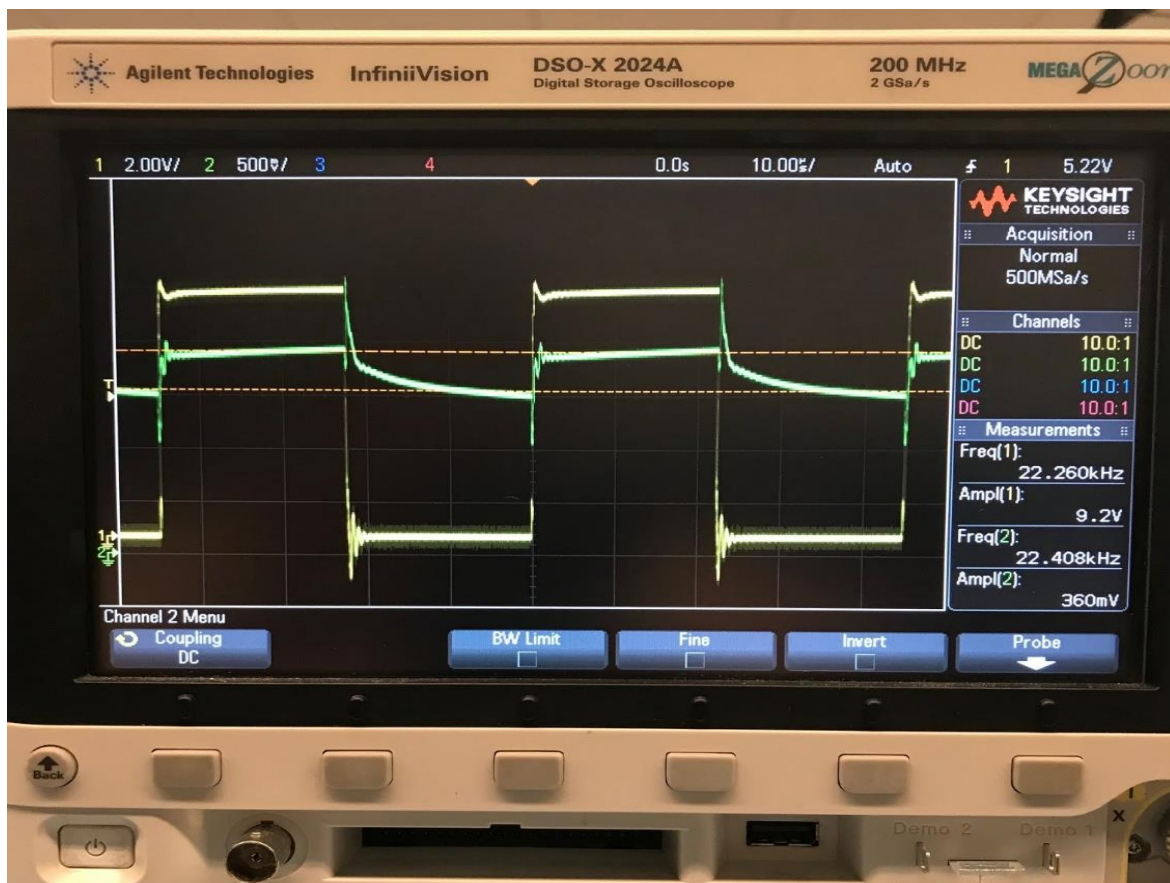 Agilent Technologies InfiniiVision DSO-X 2024A 200 MHz MEGA Zoom
Digital Storage Oscilloscope 2 GSa/s
1 2.00V/ 2 500mV/ 3 4 0.0s 10.00us/ Auto 1 5.22V
KEYSIGHT
TECHNOLOGIES
Acquisition
Normal
500MSa/s
Channels
DC 10.0:1
DC 10.0:1
DC 10.0:1
DC 10.0:1
Measurements
Freq(1):
22.260kHz
Ampl(1):
9.2V
Freq(2):
22.408kHz
Ampl(2):
360mV
T
1
2
Channel 2 Menu
Coupling BW Limit Fine Invert Probe
DC
Back
Demo 2 Demo 1
X